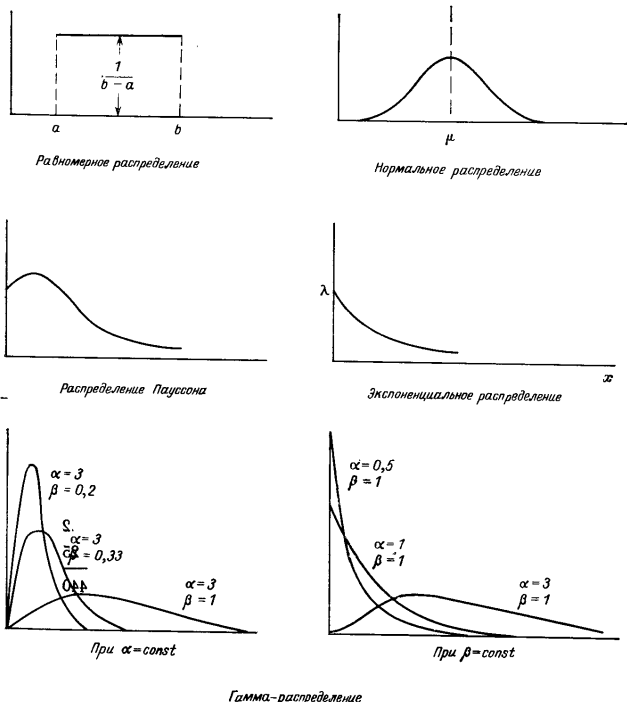 1
b − a
a
b
Равномерное распределение
μ
Нормальное распределение
Распределение Пауссона
λ
x
Экспоненциальное распределение
α = 3
β = 0,2
α = 3
β = 0,33
α = 3
β = 1
При α = const
α = 0,5
β = 1
α = 1
β = 1
α = 3
β = 1
При β = const
Гамма-распределение